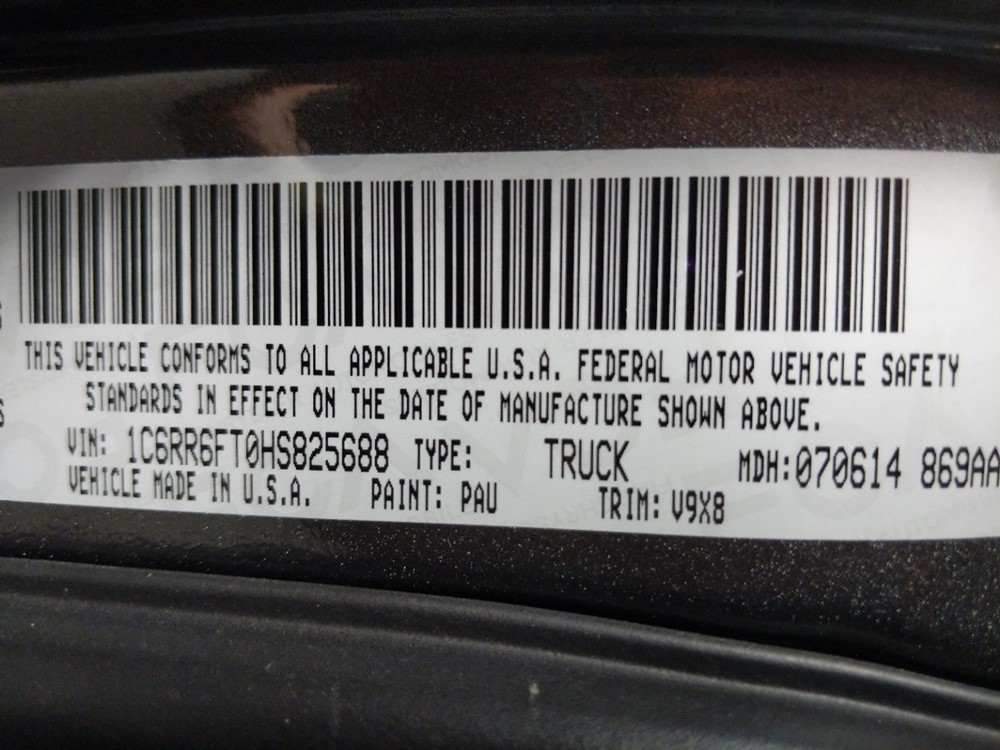 THIS VEHICLE CONFORMS TO ALL APPLICABLE U.S.A. FEDERAL MOTOR VEHICLE SAFETY
STANDARDS IN EFFECT ON THE DATE OF MANUFACTURE SHOWN ABOVE.
VIN: 1C6RR6FT0HS825688 TYPE: TRUCK MDH:070614 869AA
VEHICLE MADE IN U.S.A. PAINT: PAU TRIM: V9X8